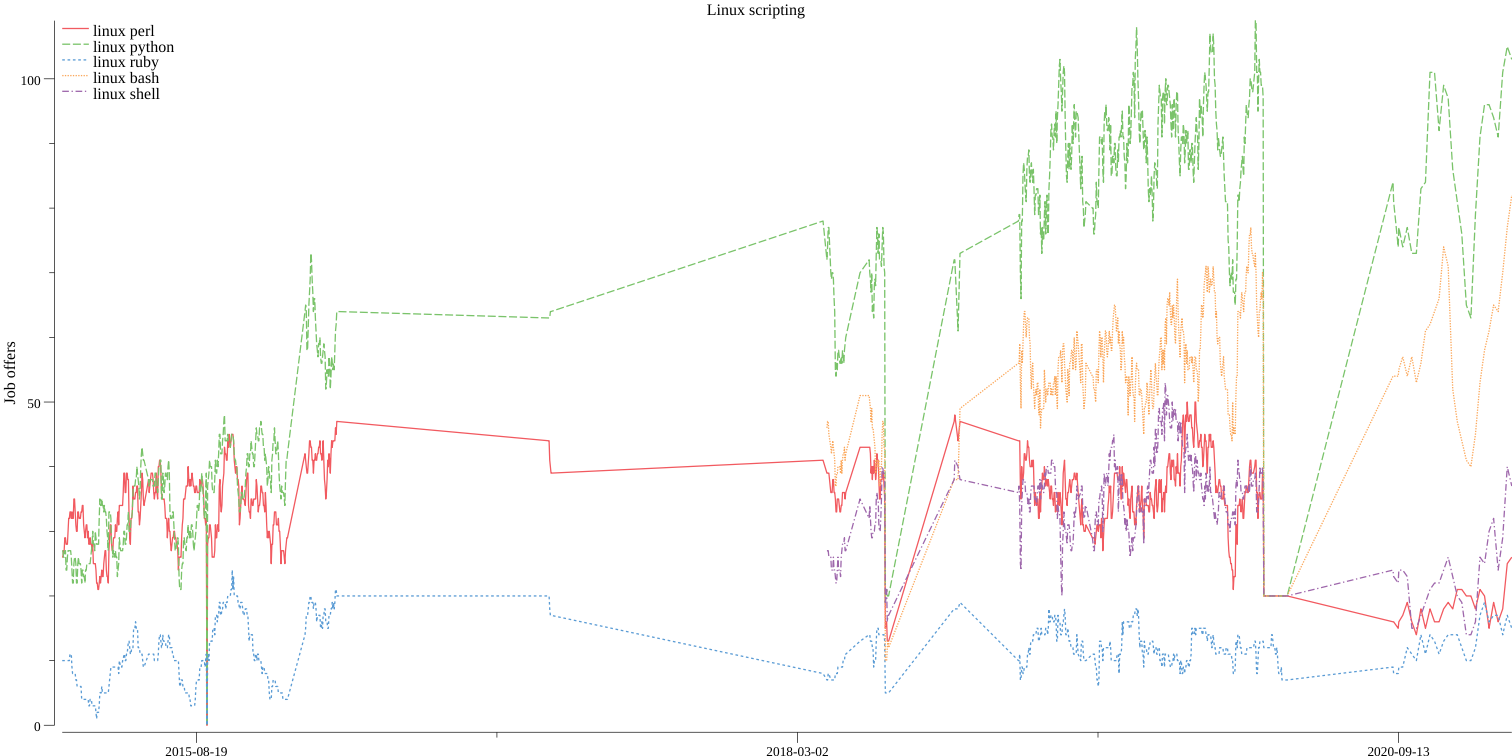 Linux scripting
linux perl
linux python
linux ruby
linux bash
linux shell
100
50
0
Job offers
2015-08-19
2018-03-02
2020-09-13